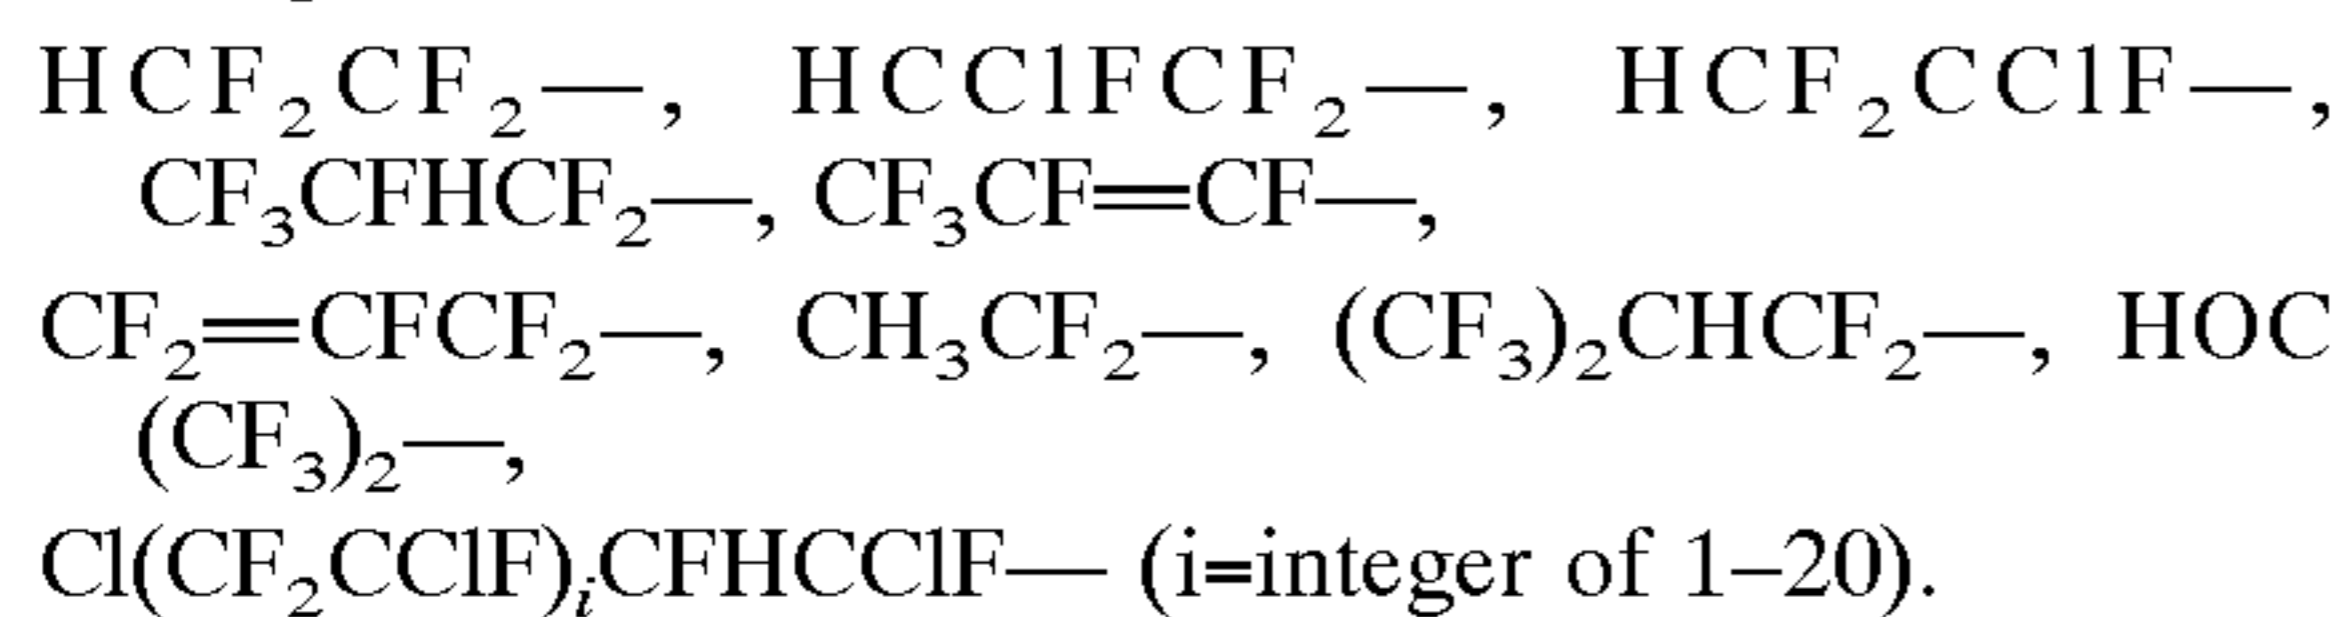 HCF₂CF₂—, HCClFCF₂—, HCF₂CClF—,
CF₃CFHCF₂—, CF₃CF=CF—,
CF₂=CFCF₂—, CH₃CF₂—, (CF₃)₂CHCF₂—, HOC
(CF₃)₂—,
Cl(CF₂CClF)ᵢCFHCClF— (i=integer of 1–20).